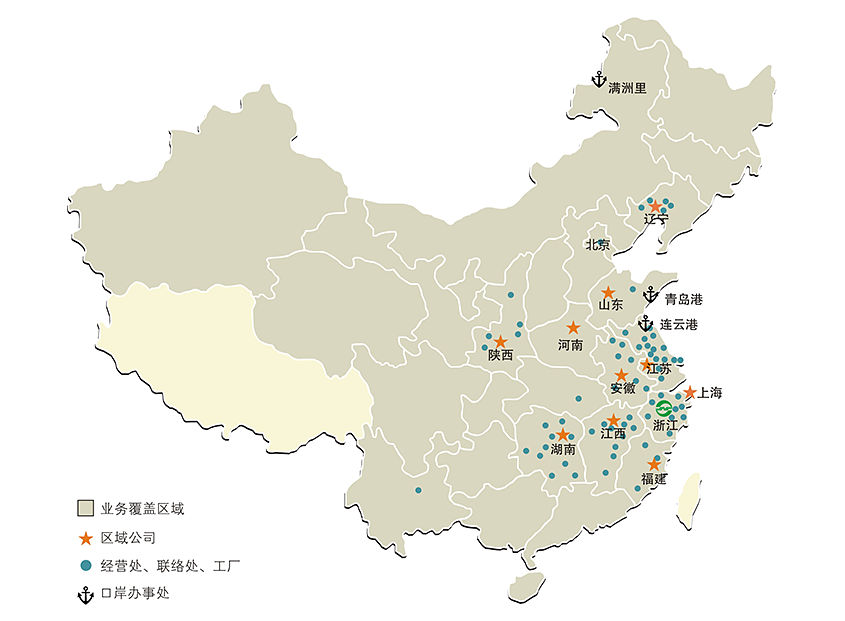 满洲里
辽宁
北京
青岛港
山东
连云港
河南
陕西
江苏
安徽
上海
浙江
江西
湖南
福建
业务覆盖区域
区域公司
经营处、联络处、工厂
口岸办事处